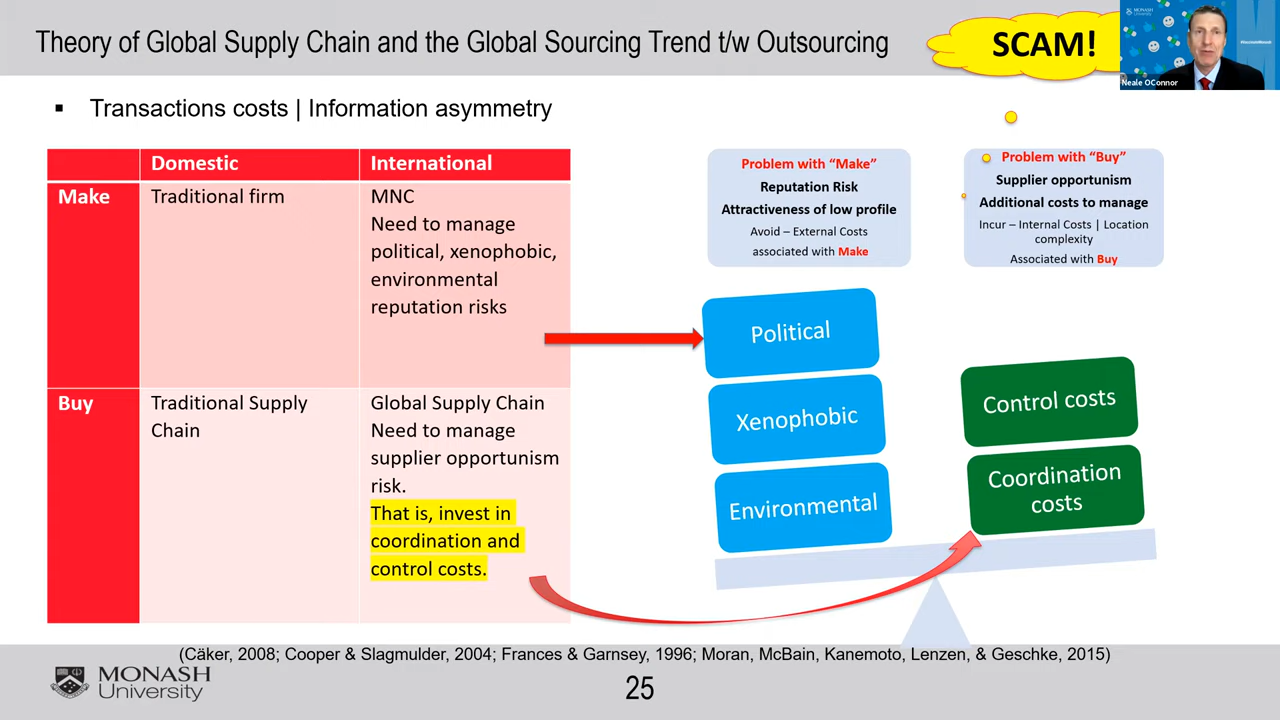 Theory of Global Supply Chain and the Global Sourcing Trend t/w Outsourcing
SCAM!
MONASH
University
Neale OConnor
▪ Transactions costs | Information asymmetry
Domestic
International
Make
Traditional firm
MNC
Need to manage
political, xenophobic,
environmental
reputation risks
Buy
Traditional Supply
Chain
Global Supply Chain
Need to manage
supplier opportunism
risk.
That is, invest in
coordination and
control costs.
Problem with “Make”
Reputation Risk
Attractiveness of low profile
Avoid – External Costs
associated with Make
Problem with “Buy”
Supplier opportunism
Additional costs to manage
Incur – Internal Costs | Location
complexity
Associated with Buy
Political
Xenophobic
Environmental
Control costs
Coordination
costs
(Cäker, 2008; Cooper & Slagmulder, 2004; Frances & Garnsey, 1996; Moran, McBain, Kanemoto, Lenzen, & Geschke, 2015)
MONASH
University
25